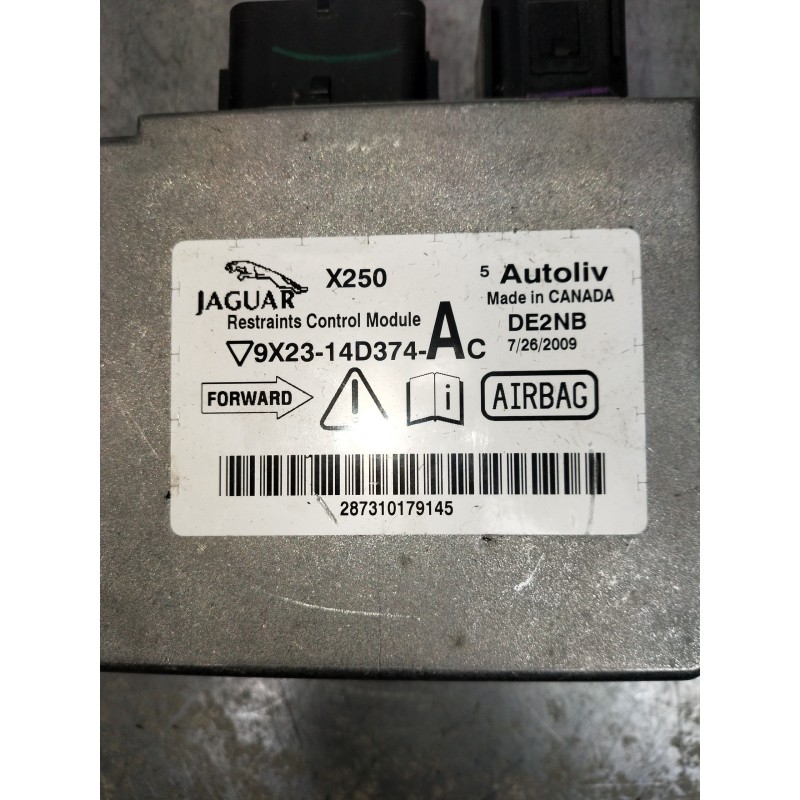 JAGUAR X250 5 Autoliv
Made in CANADA
Restraints Control Module DE2NB
9X23-14D374-AC 7/26/2009
FORWARD i AIRBAG
287310179145